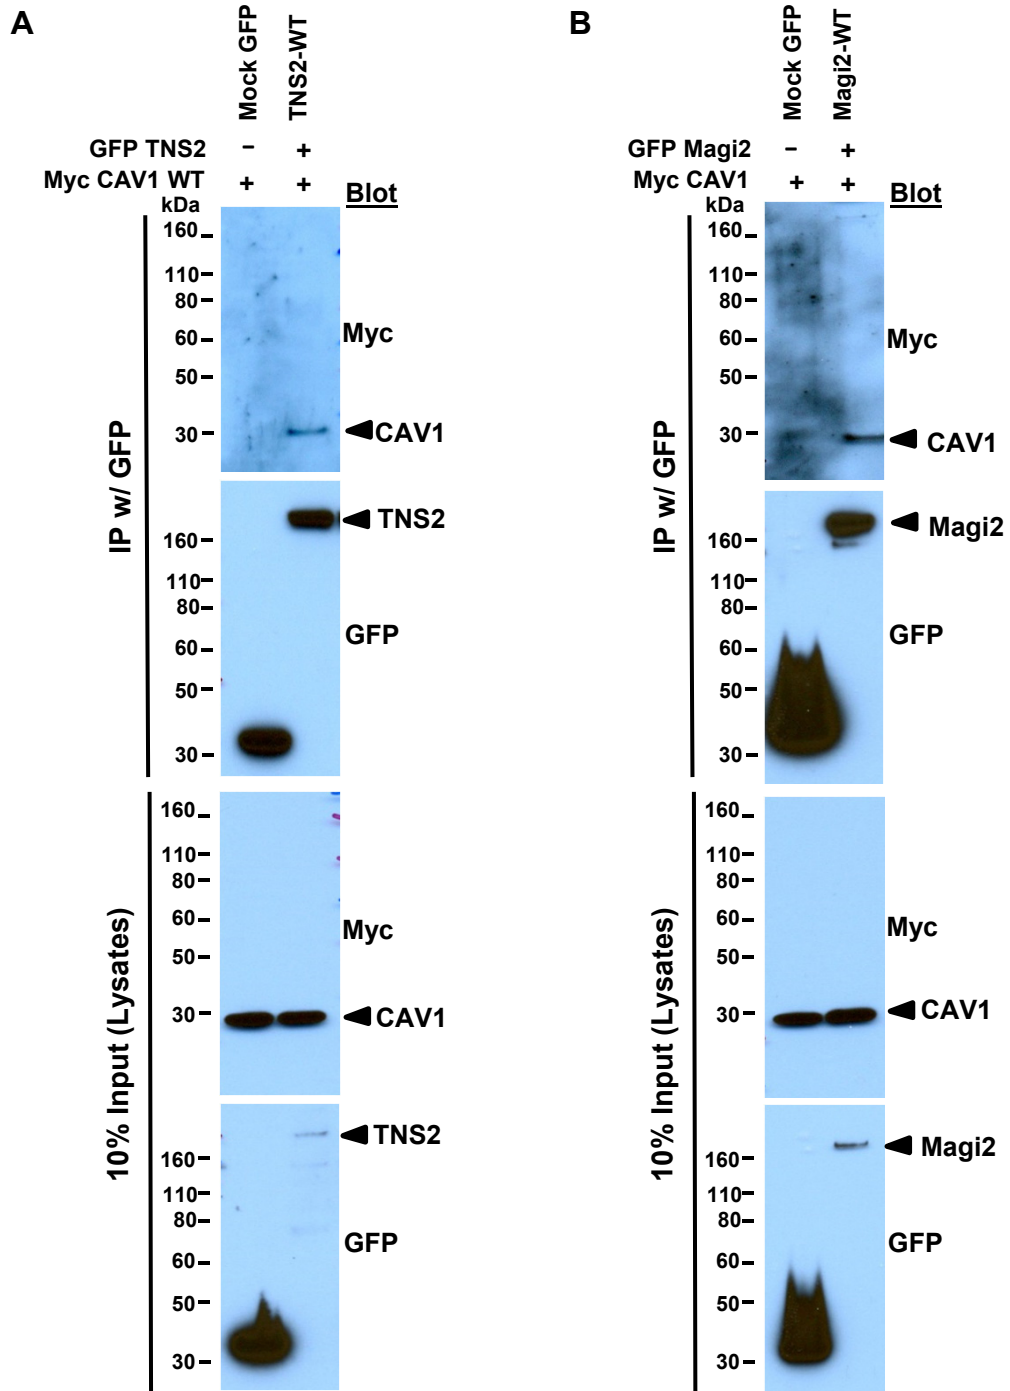 A
Mock GFP
TNS2-WT
GFP TNS2 – +
Myc CAV1 WT + +
kDa
Blot
IP w/ GFP
160
110
80
60
50
30
Myc
CAV1
160
110
80
60
50
30
TNS2
GFP
10% Input (Lysates)
160
110
80
60
50
30
Myc
CAV1
160
110
80
60
50
30
TNS2
GFP
B
Mock GFP
Magi2-WT
GFP Magi2 – +
Myc CAV1 + +
kDa
Blot
IP w/ GFP
160
110
80
60
50
30
Myc
CAV1
160
110
80
60
50
30
Magi2
GFP
10% Input (Lysates)
160
110
80
60
50
30
Myc
CAV1
160
110
80
60
50
30
Magi2
GFP